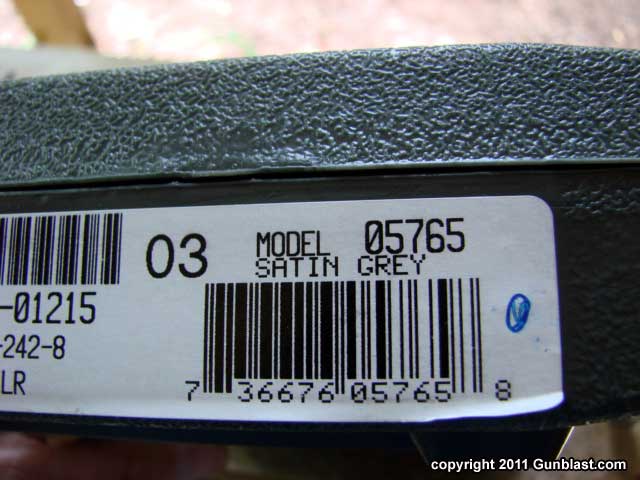 03 MODEL 05765
SATIN GREY
-01215
-242-8
LR
7 36676 05765 8
copyright 2011 Gunblast.com